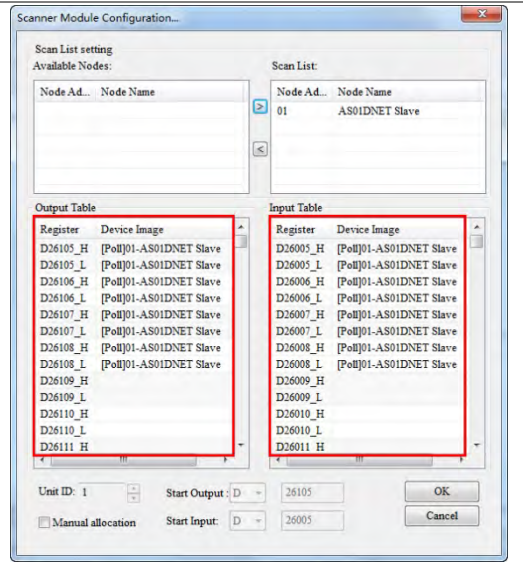 Scanner Module Configuration...
Scan List setting
Available Nodes:
Scan List:
Node Ad... Node Name
Node Ad... Node Name
>
01 AS01DNET Slave
<
Output Table
Input Table
Register Device Image
Register Device Image
D26105_H [Poll]01-AS01DNET Slave
D26005_H [Poll]01-AS01DNET Slave
D26105_L [Poll]01-AS01DNET Slave
D26005_L [Poll]01-AS01DNET Slave
D26106_H [Poll]01-AS01DNET Slave
D26006_H [Poll]01-AS01DNET Slave
D26106_L [Poll]01-AS01DNET Slave
D26006_L [Poll]01-AS01DNET Slave
D26107_H [Poll]01-AS01DNET Slave
D26007_H [Poll]01-AS01DNET Slave
D26107_L [Poll]01-AS01DNET Slave
D26007_L [Poll]01-AS01DNET Slave
D26108_H [Poll]01-AS01DNET Slave
D26008_H [Poll]01-AS01DNET Slave
D26108_L [Poll]01-AS01DNET Slave
D26008_L [Poll]01-AS01DNET Slave
D26109_H
D26009_H
D26109_L
D26009_L
D26110_H
D26010_H
D26110_L
D26010_L
D26111 H
D26011 H
Unit ID: 1
Start Output : D 26105
OK
Manual allocation
Start Input: D 26005
Cancel